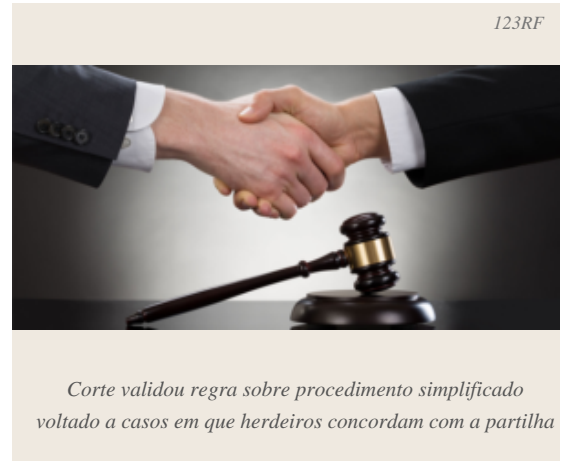 123RF
Corte validou regra sobre procedimento simplificado
voltado a casos em que herdeiros concordam com a partilha